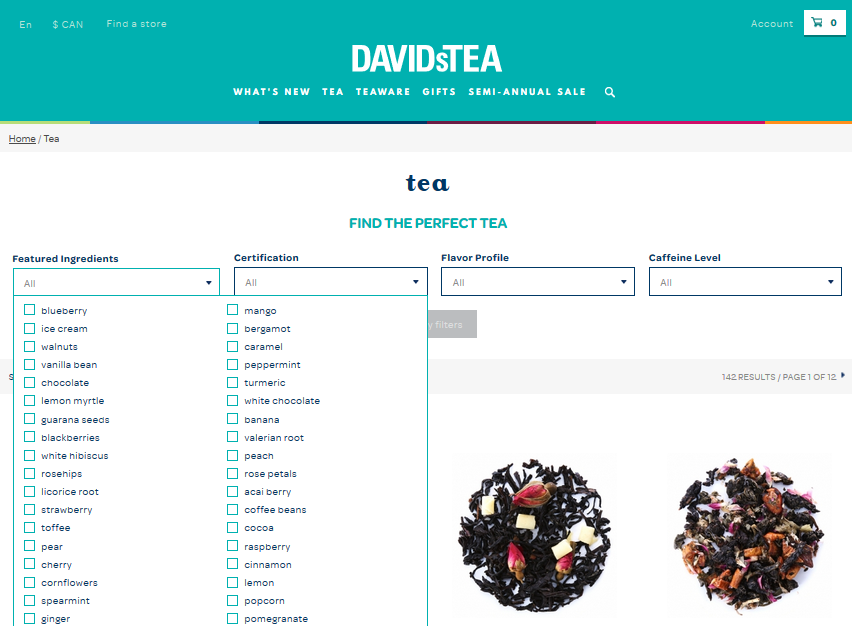 En $ CAN Find a store Account 0
DAVIDsTEA
WHAT'S NEW TEA TEAWARE GIFTS SEMI-ANNUAL SALE
Home / Tea
tea
FIND THE PERFECT TEA
Featured Ingredients Certification Flavor Profile Caffeine Level
All All All All
y filters
142 RESULTS / PAGE 1 OF 12
blueberry mango
ice cream bergamot
walnuts caramel
vanilla bean peppermint
chocolate turmeric
lemon myrtle white chocolate
guarana seeds banana
blackberries valerian root
white hibiscus peach
rosehips rose petals
licorice root acai berry
strawberry coffee beans
toffee cocoa
pear raspberry
cherry cinnamon
cornflowers lemon
spearmint popcorn
ginger pomegranate